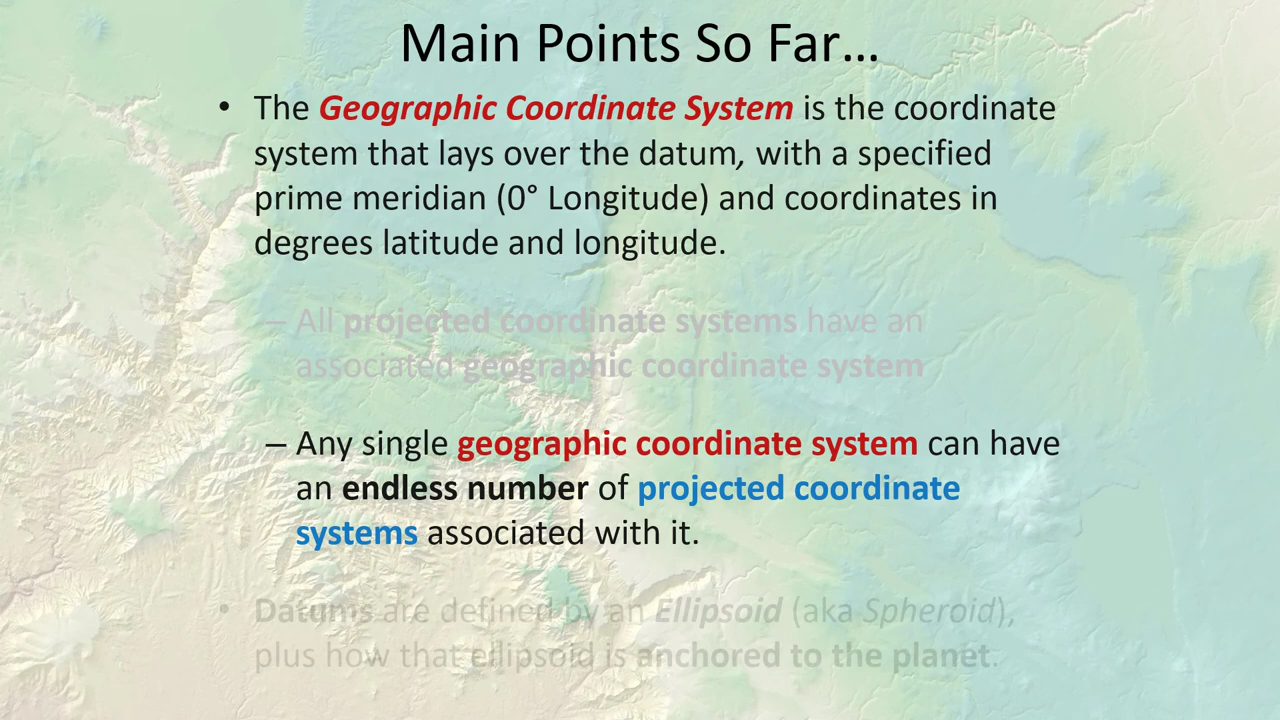 Main Points So Far…
• The Geographic Coordinate System is the coordinate
system that lays over the datum, with a specified
prime meridian (0° Longitude) and coordinates in
degrees latitude and longitude.
– All projected coordinate systems have an
associated geographic coordinate system
– Any single geographic coordinate system can have
an endless number of projected coordinate
systems associated with it.
• Datums are defined by an Ellipsoid (aka Spheroid),
plus how that ellipsoid is anchored to the planet.